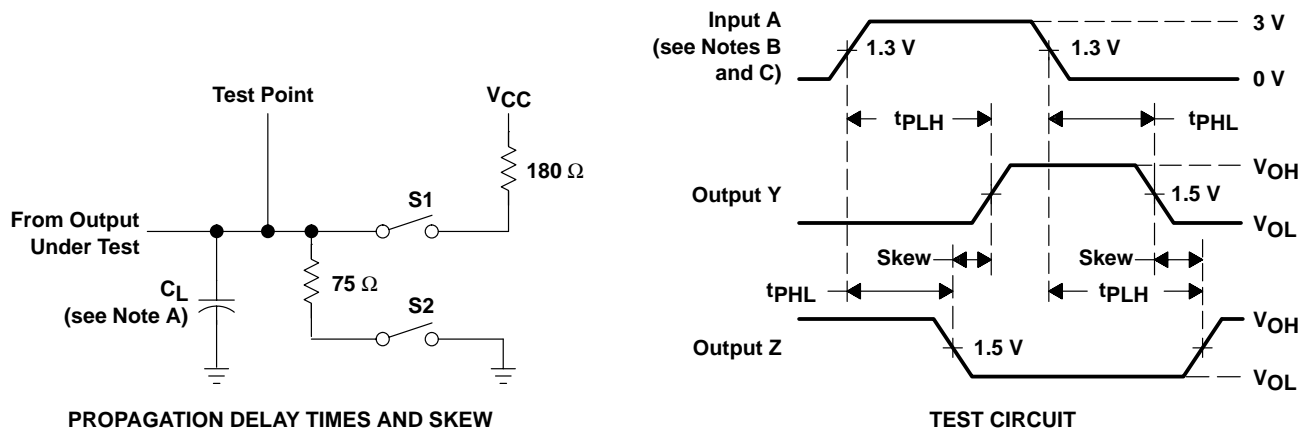 Test Point
VCC
180 Ω
S1
From Output
Under Test
75 Ω
CL
(see Note A)
S2
PROPAGATION DELAY TIMES AND SKEW
Input A
(see Notes B
and C)
1.3 V
1.3 V
3 V
0 V
tPLH
tPHL
Output Y
1.5 V
VOH
VOL
Skew
Skew
tPHL
tPLH
Output Z
1.5 V
VOH
VOL
TEST CIRCUIT